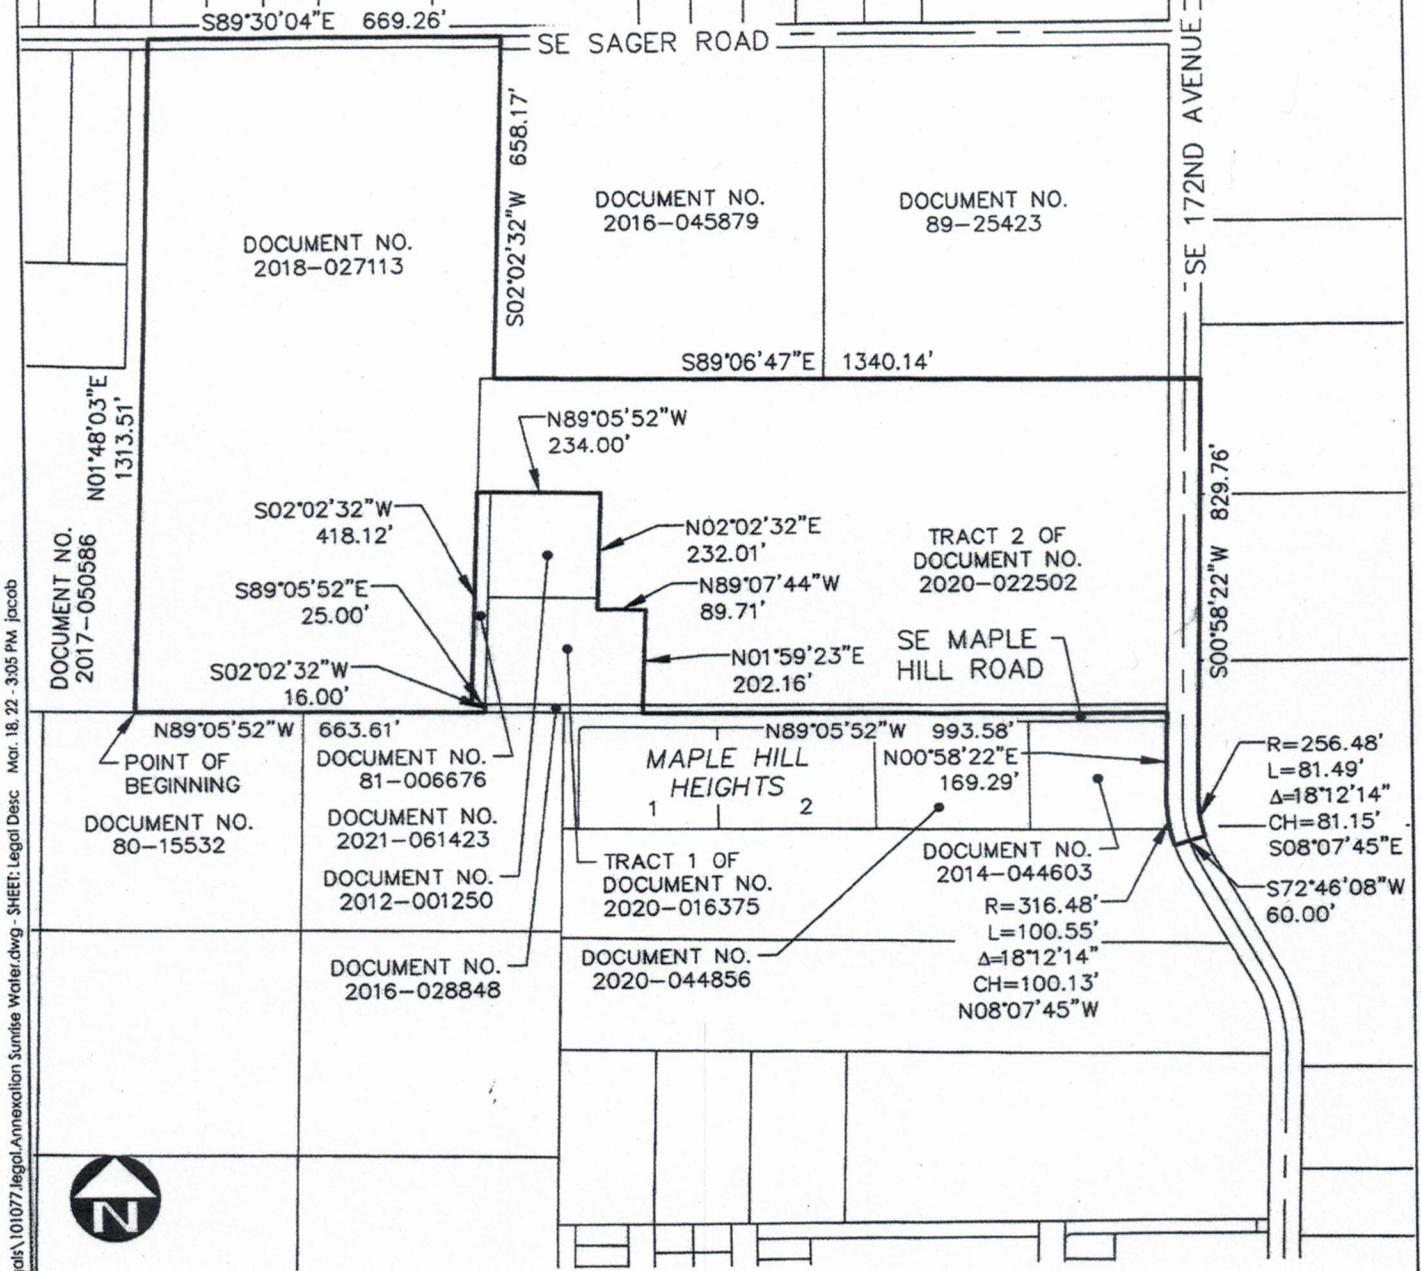 S89°30'04"E 669.26'
SE SAGER ROAD
SE 172ND AVENUE
S02°02'32"W 658.17'
DOCUMENT NO.
2016-045879
DOCUMENT NO.
89-25423
DOCUMENT NO.
2018-027113
S89°06'47"E 1340.14'
N01°48'03"E
1313.51'
N89°05'52"W
234.00'
S02°02'32"W
418.12'
N02°02'32"E
232.01'
TRACT 2 OF
DOCUMENT NO.
2020-022502
S00°58'22"W 829.76'
DOCUMENT NO.
2017-050586
S89°05'52"E
25.00'
N89°07'44"W
89.71'
SE MAPLE
HILL ROAD
S02°02'32"W
16.00'
N01°59'23"E
202.16'
N89°05'52"W 663.61'
N89°05'52"W 993.58'
POINT OF
BEGINNING
DOCUMENT NO.
81-006676
MAPLE HILL
HEIGHTS
1
2
N00°58'22"E
169.29'
R=256.48'
L=81.49'
Δ=18°12'14"
CH=81.15'
S08°07'45"E
DOCUMENT NO.
80-15532
DOCUMENT NO.
2021-061423
DOCUMENT NO.
2012-001250
TRACT 1 OF
DOCUMENT NO.
2020-016375
DOCUMENT NO.
2014-044603
S72°46'08"W
60.00'
R=316.48'
L=100.55'
Δ=18°12'14"
CH=100.13'
N08°07'45"W
DOCUMENT NO.
2016-028848
DOCUMENT NO.
2020-044856
N
als\101077.legal.Annexation Sunrise Water.dwg - SHEET: Legal Desc Mar. 18, 22 - 3:05 PM jacob